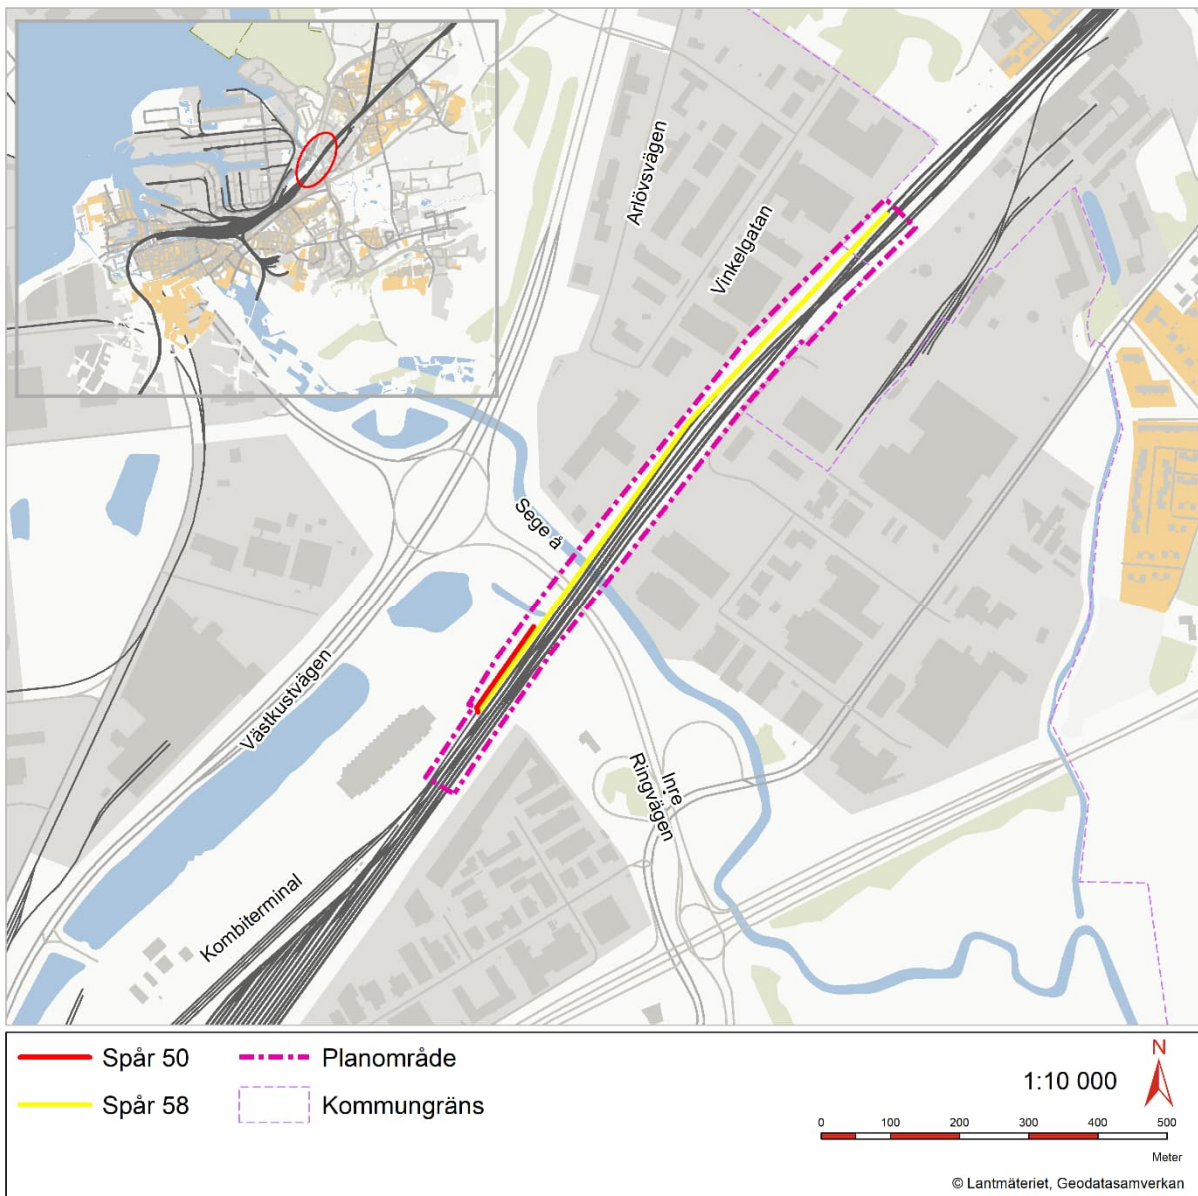 Arlövsvägen
Vinkelgatan
Sege å
Västkustvägen
Inre
Ringvägen
Kombiterminal
Spår 50
Planområde
Spår 58
Kommungräns
1:10 000
N
0 100 200 300 400 500
Meter
© Lantmäteriet, Geodatasamverkan